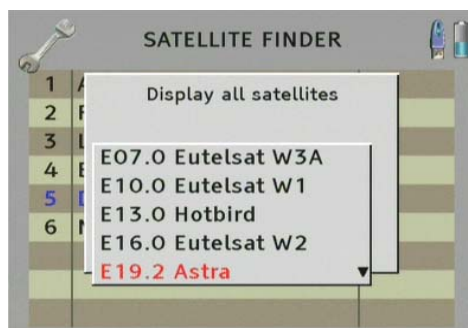 SATELLITE FINDER
Display all satellites
1
2
3
4
5
6
E07.0 Eutelsat W3A
E10.0 Eutelsat W1
E13.0 Hotbird
E16.0 Eutelsat W2
E19.2 Astra